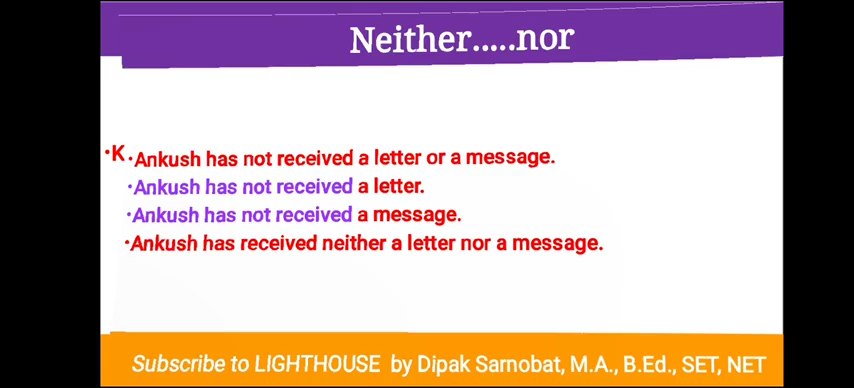 Neither.....nor
•K •Ankush has not received a letter or a message.
•Ankush has not received a letter.
•Ankush has not received a message.
•Ankush has received neither a letter nor a message.
Subscribe to LIGHTHOUSE by Dipak Sarnobat, M.A., B.Ed., SET, NET